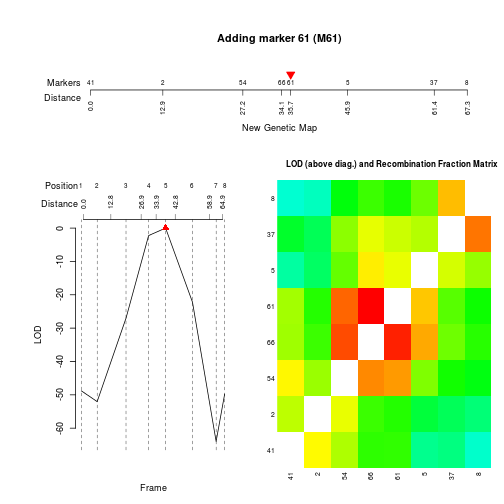 Adding marker 61 (M61)
Markers 41 2 54 66 61 5 37 8
Distance 0.0 12.9 27.2 34.1 35.7 45.9 61.4 67.3
New Genetic Map
LOD (above diag.) and Recombination Fraction Matrix
Position 1 2 3 4 5 6 7 8
Distance 0.0 12.8 26.9 33.9 42.8 58.9 64.9
0
-10
-20
-30
-40
-50
-60
LOD
Frame
8
37
5
61
66
54
2
41
41 2 54 66 61 5 37 8